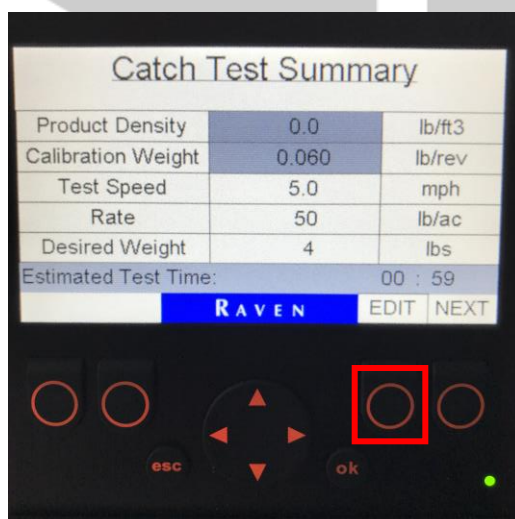 Catch Test Summary
Product Density 0.0 lb/ft3
Calibration Weight 0.060 lb/rev
Test Speed 5.0 mph
Rate 50 lb/ac
Desired Weight 4 lbs
Estimated Test Time: 00 : 59
RAVEN EDIT NEXT
esc ok